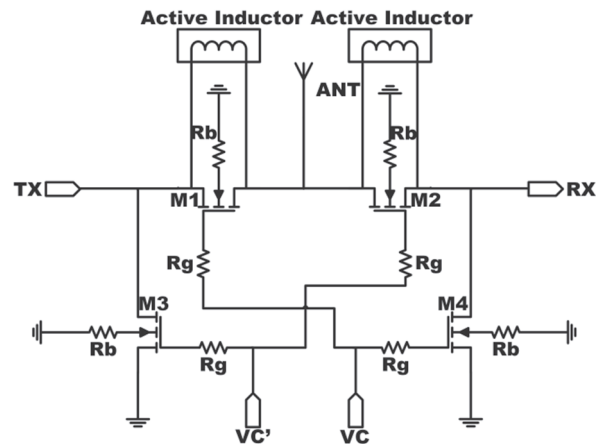 Active Inductor Active Inductor
ANT
Rb Rb
TX M1 M2 RX
Rg Rg
M3 M4
Rb Rg Rg Rb
VC' VC